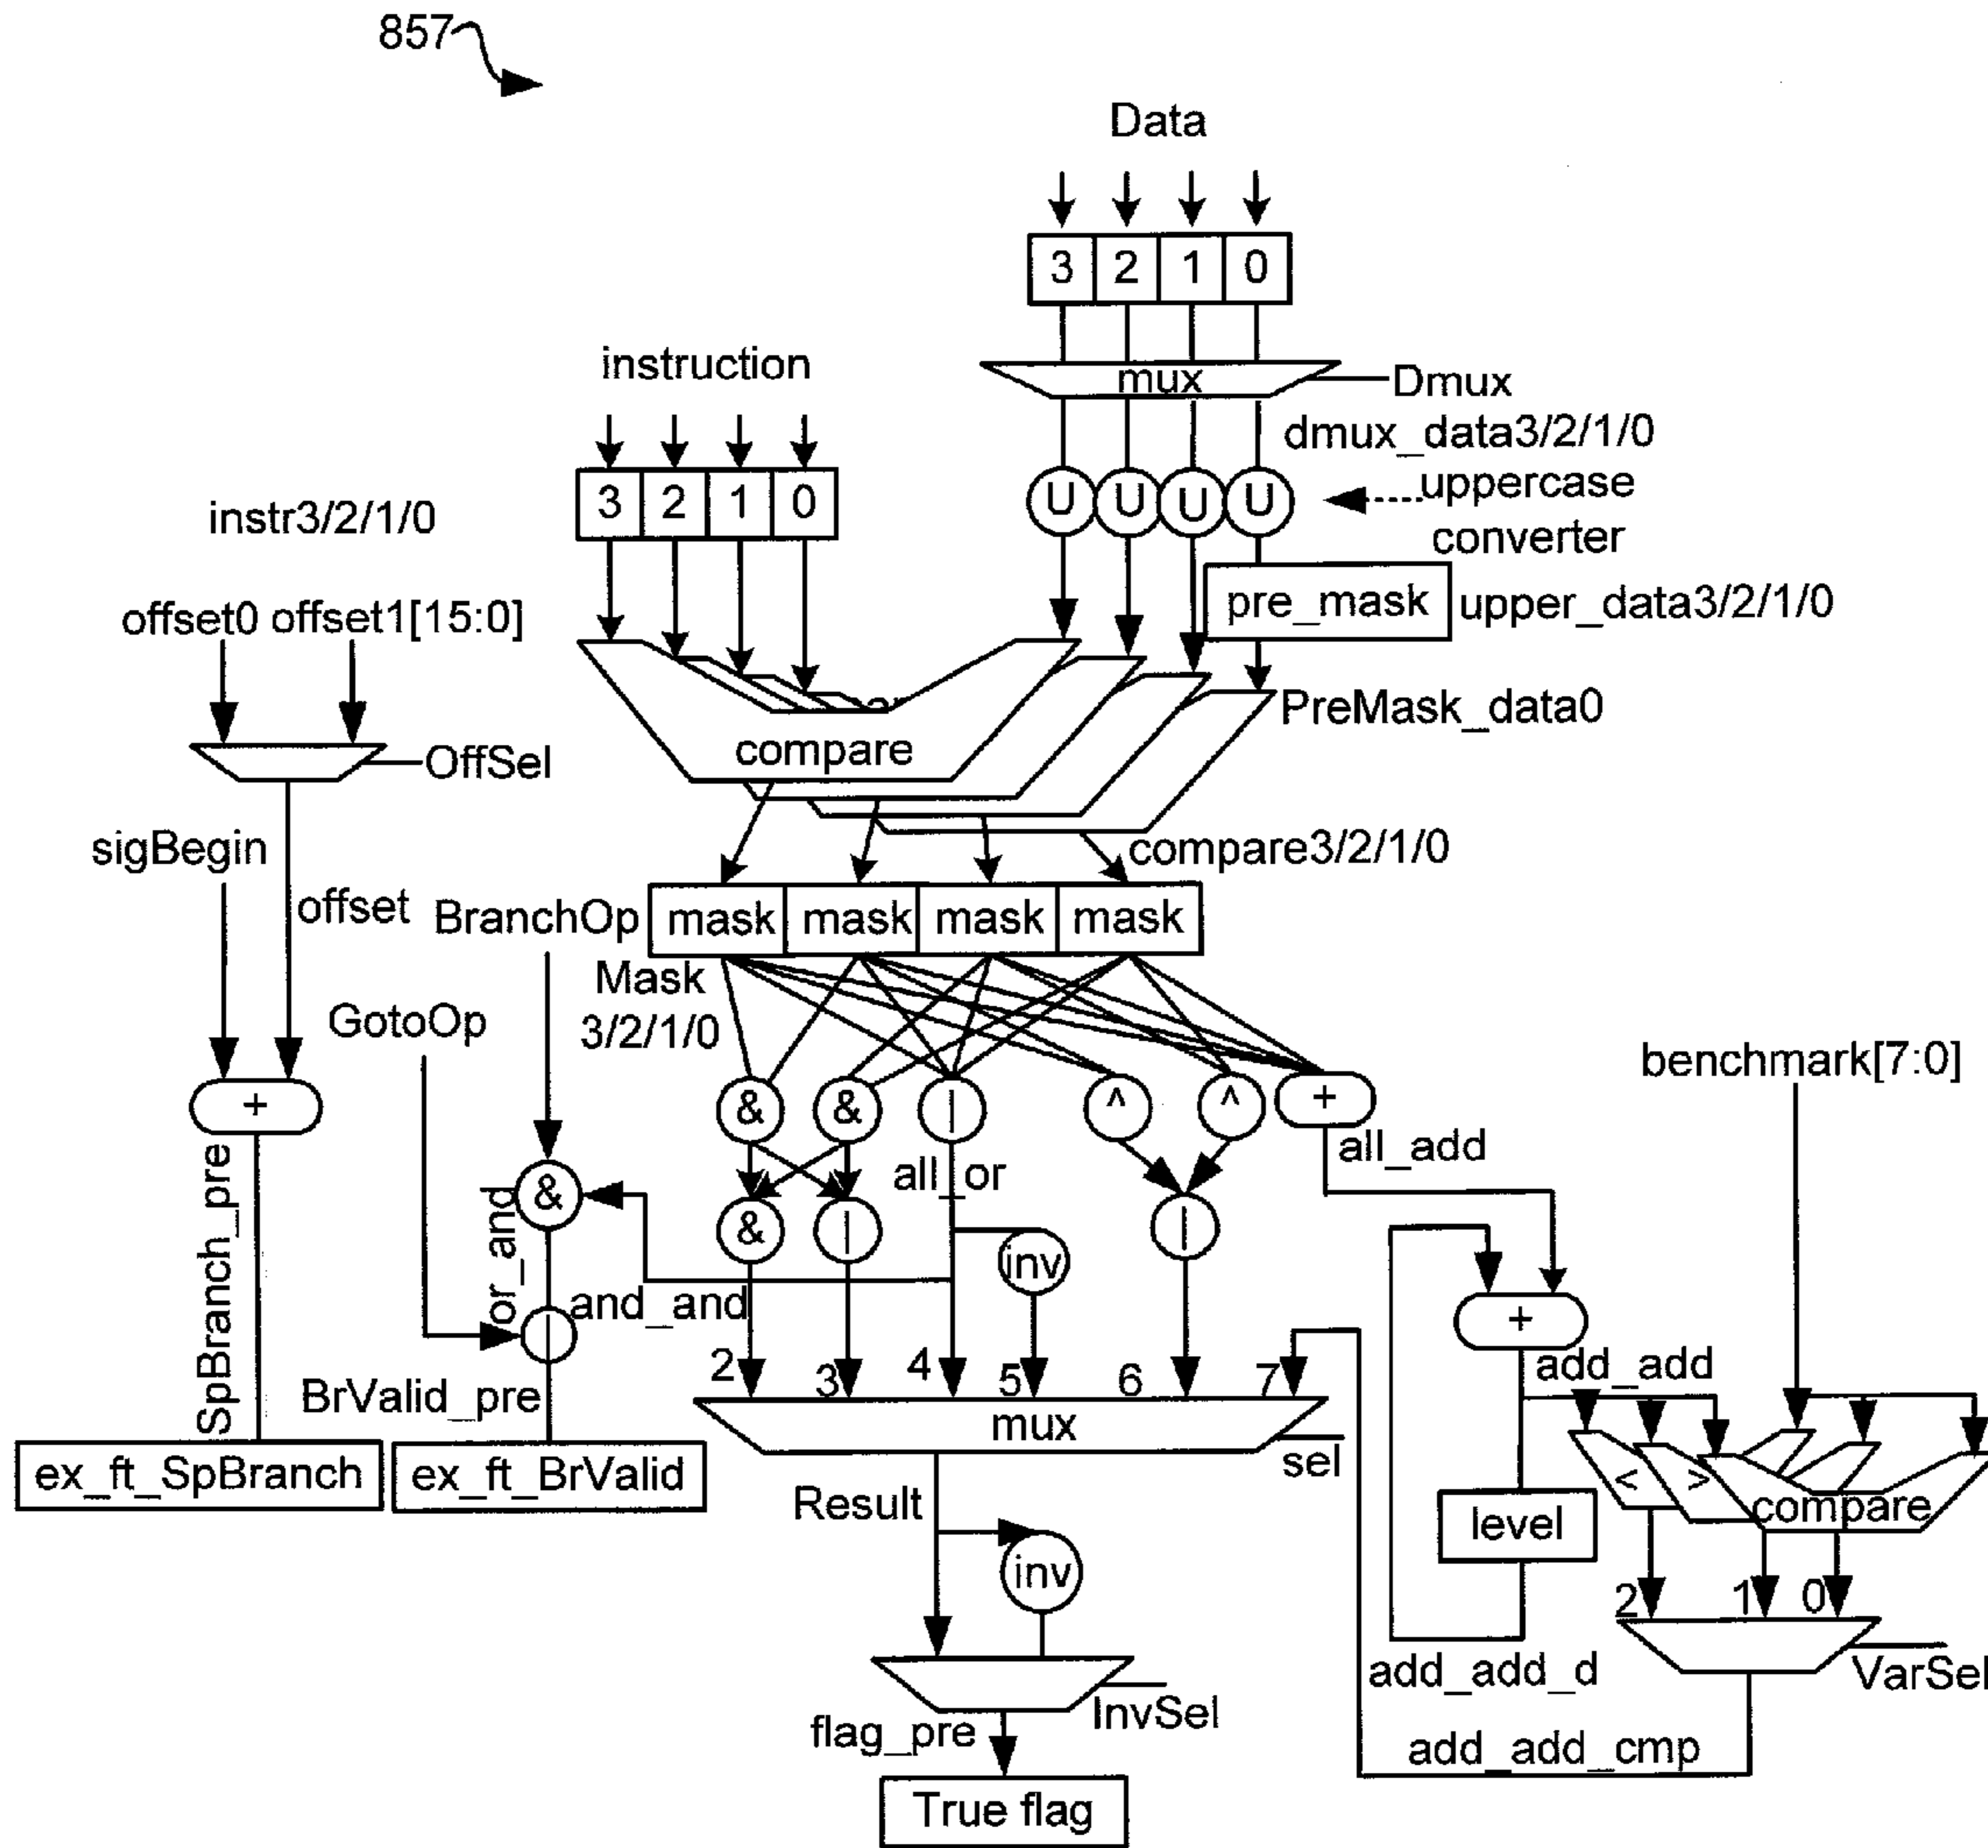 857
Data
3 2 1 0
mux
Dmux
dmux_data3/2/1/0
instruction
3 2 1 0
U U U U
uppercase
converter
instr3/2/1/0
pre_mask
upper_data3/2/1/0
offset0 offset1[15:0]
PreMask_data0
compare
OffSel
sigBegin
compare3/2/1/0
offset
BranchOp
mask mask mask mask
Mask
3/2/1/0
GotoOp
benchmark[7:0]
+
& & | ^ ^ +
all_add
&
all_or
& | |
inv
SpBranch_pre
or_and
and_and
|
+
add_add
2 3 4 5 6 7
BrValid_pre
mux
sel
ex_ft_SpBranch
ex_ft_BrValid
< > compare
Result
level
inv
2 1 0
InvSel
add_add_d
VarSel
flag_pre
add_add_cmp
True flag